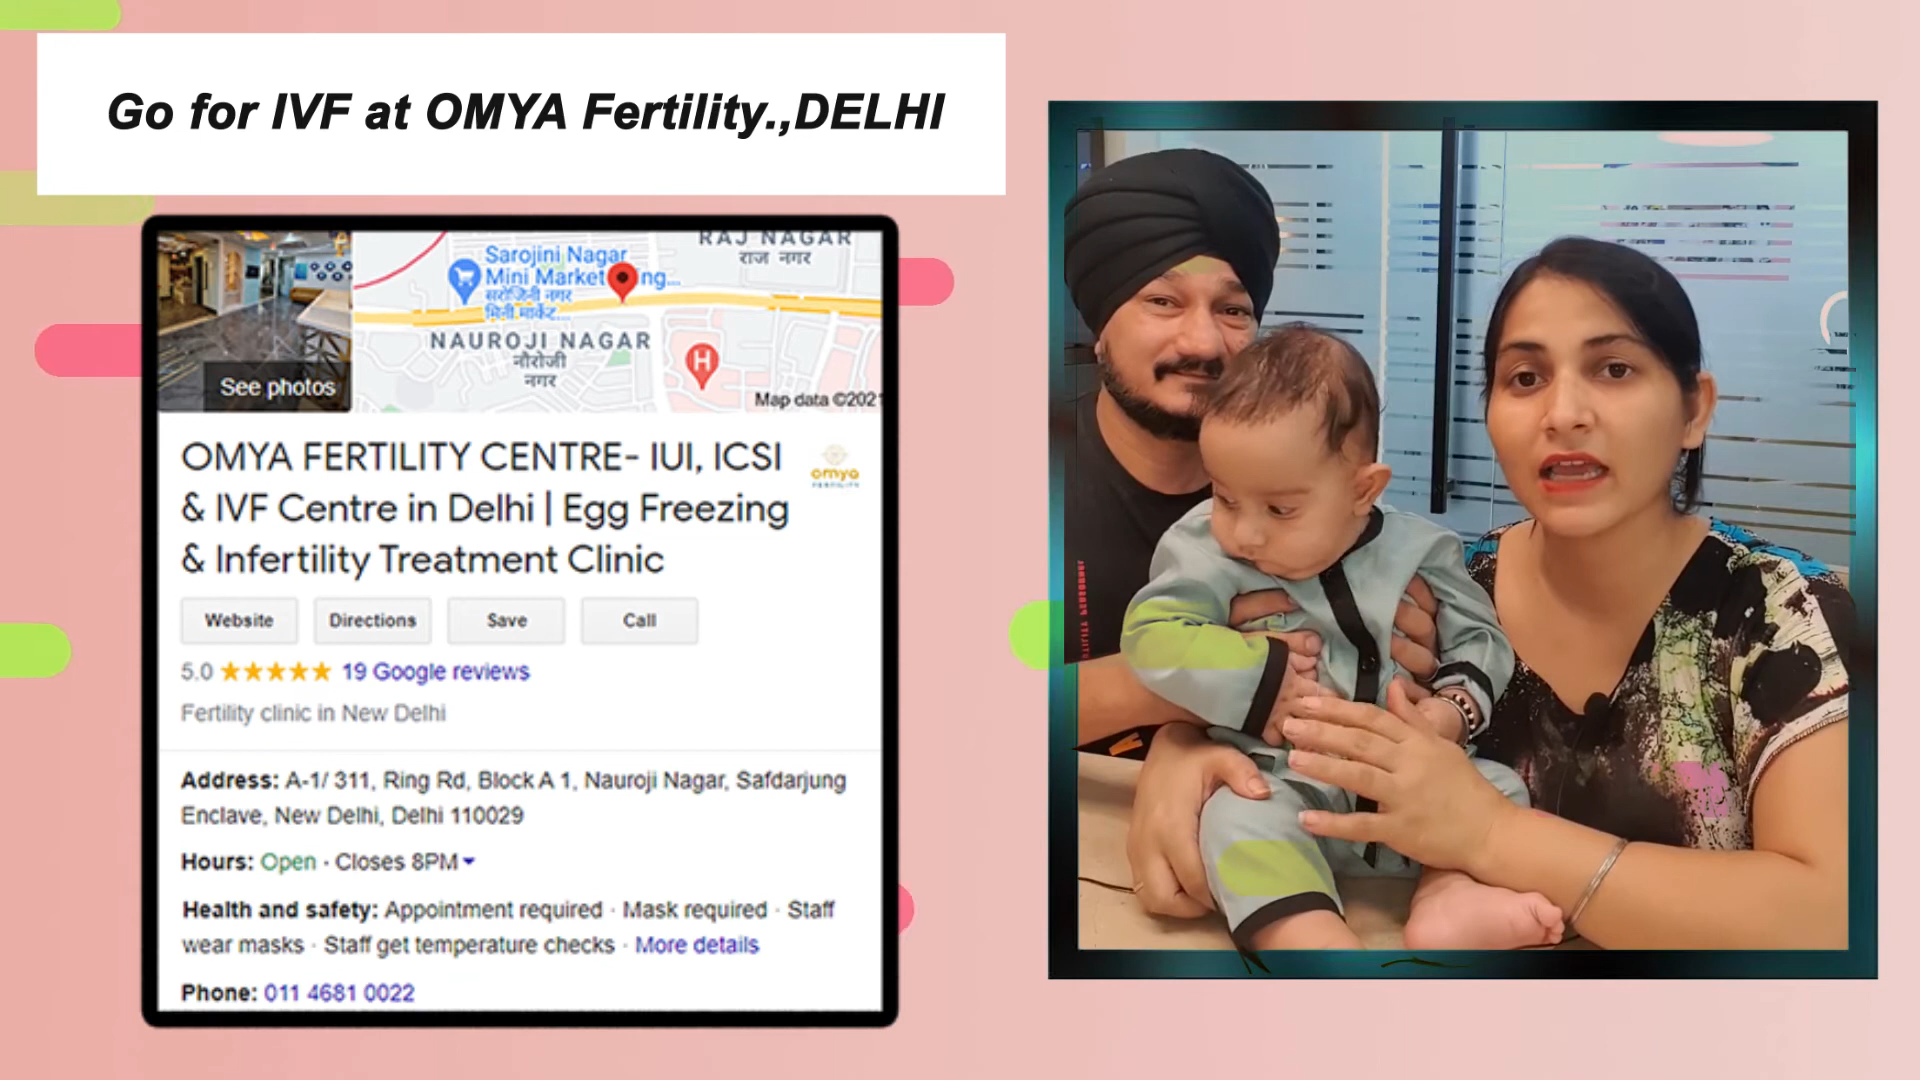 Go for IVF at OMYA Fertility.,DELHI
RAJ NAGAR
राज नगर
Sarojini Nagar
Mini Market
ng...
सरोजिनी नगर
मिनी मार्केट...
NAUROJI NAGAR
नौरोजी
नगर
H
See photos
Map data ©2021
OMYA FERTILITY CENTRE- IUI, ICSI
& IVF Centre in Delhi | Egg Freezing
& Infertility Treatment Clinic
omya
FERTILITY
Website
Directions
Save
Call
5.0
19 Google reviews
Fertility clinic in New Delhi
Address: A-1/ 311, Ring Rd, Block A 1, Nauroji Nagar, Safdarjung
Enclave, New Delhi, Delhi 110029
Hours: Open · Closes 8PM
Health and safety: Appointment required · Mask required · Staff
wear masks · Staff get temperature checks · More details
Phone: 011 4681 0022